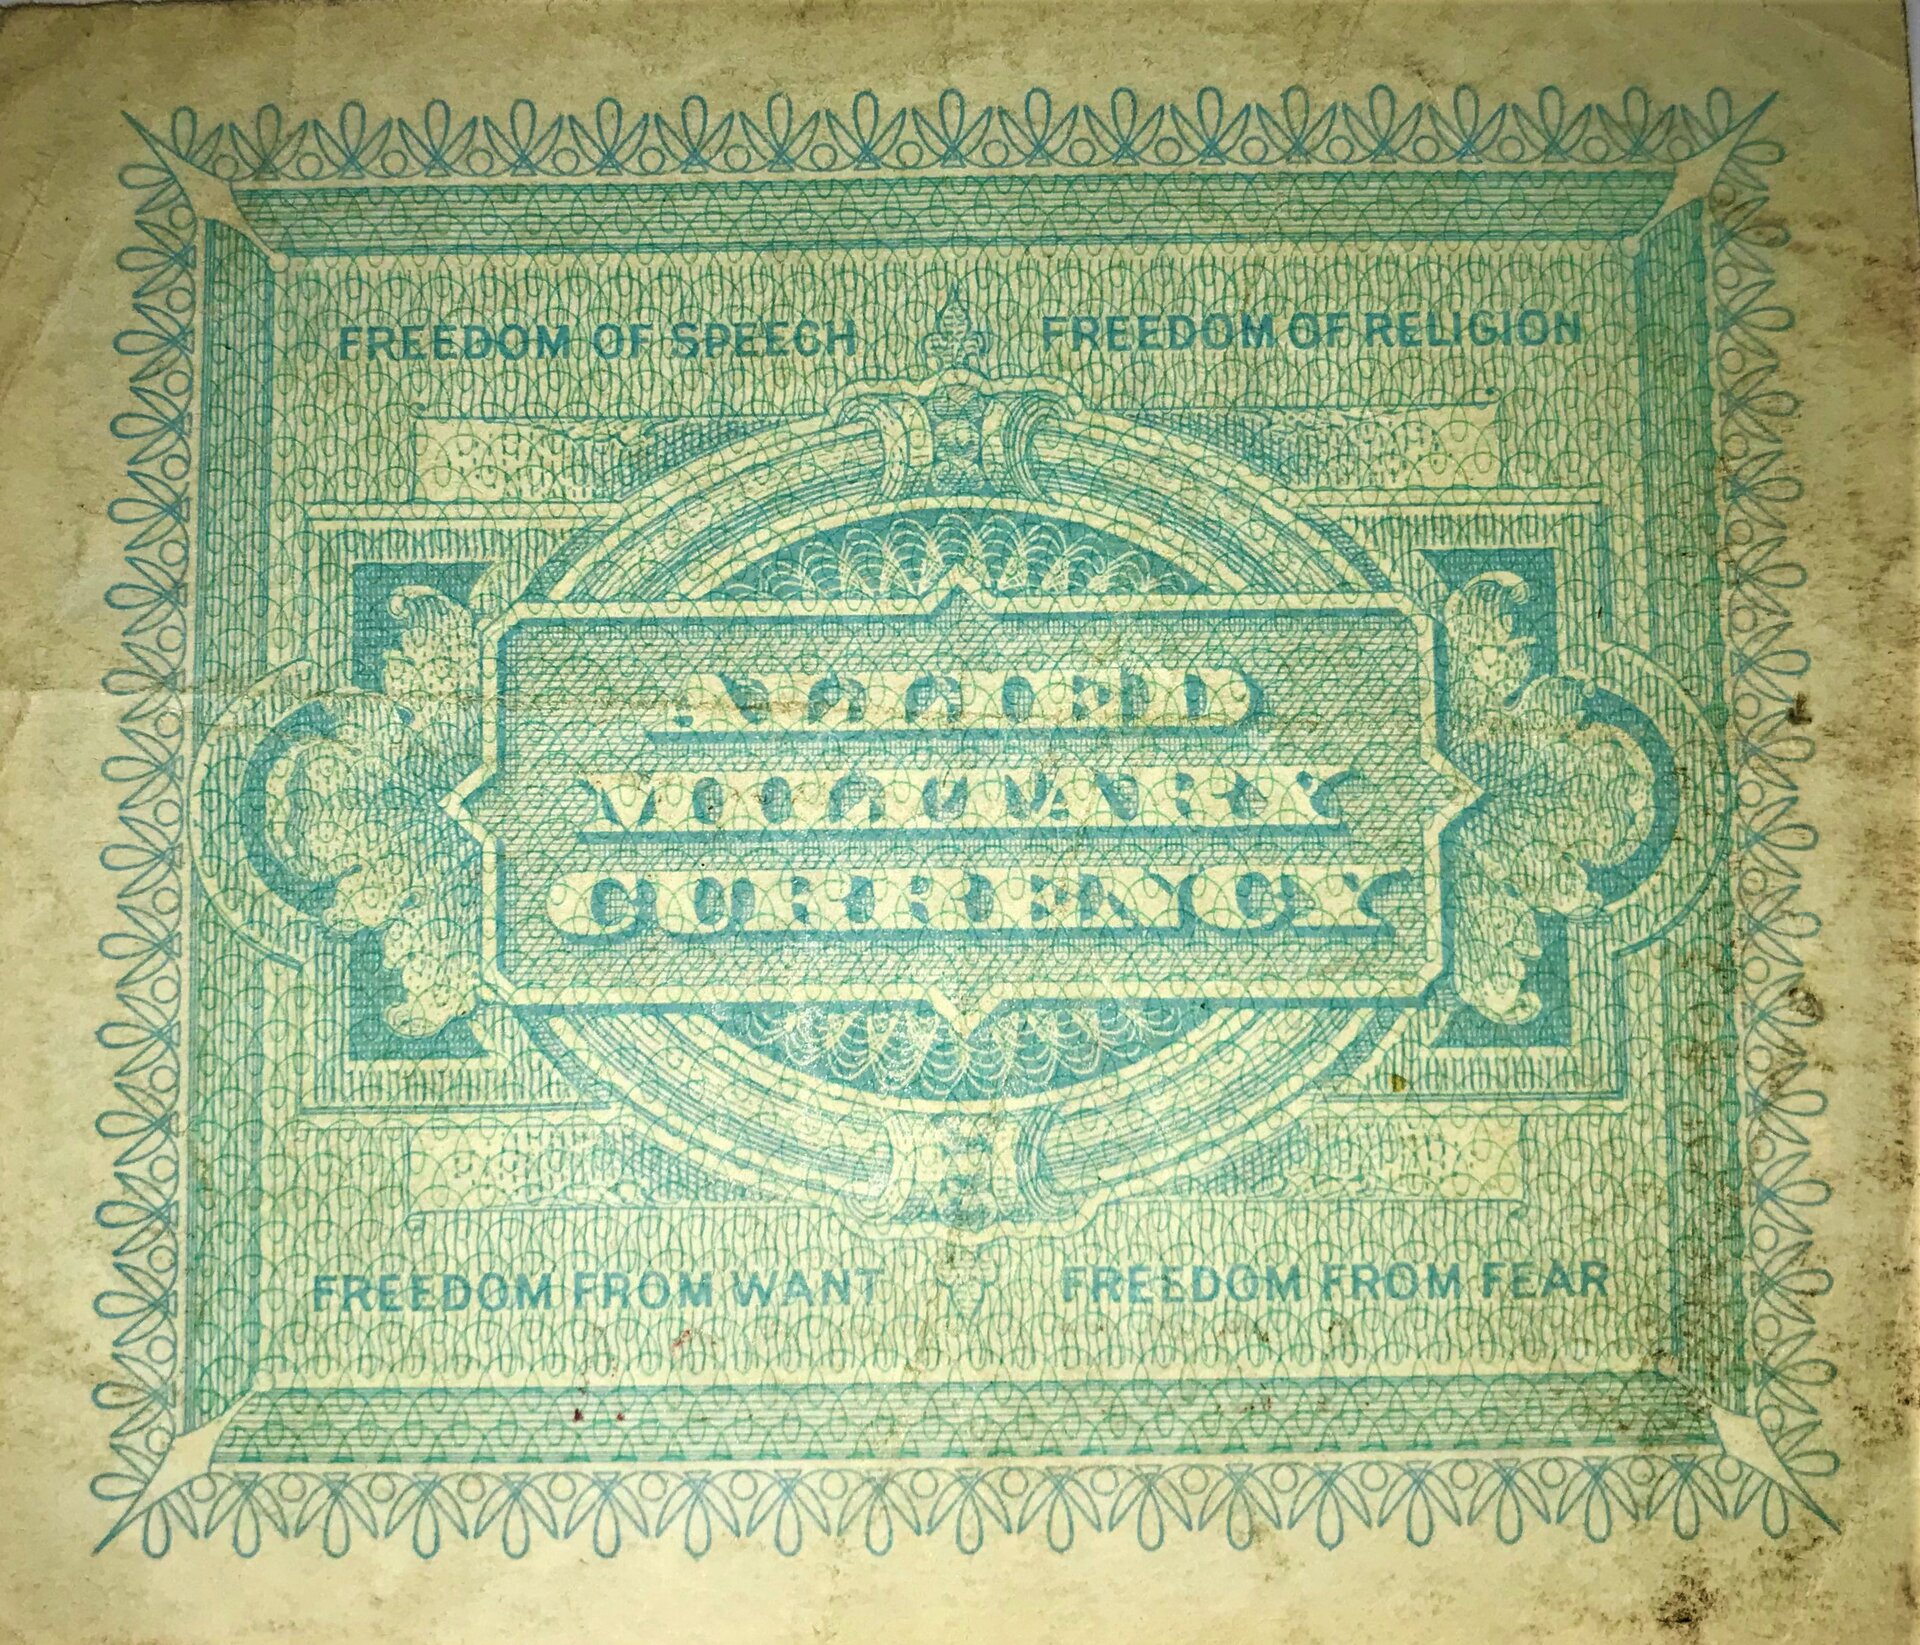 FREEDOM OF SPEECH FREEDOM OF RELIGION
ALLIED
MILITARY
CURRENCY
FREEDOM FROM WANT FREEDOM FROM FEAR